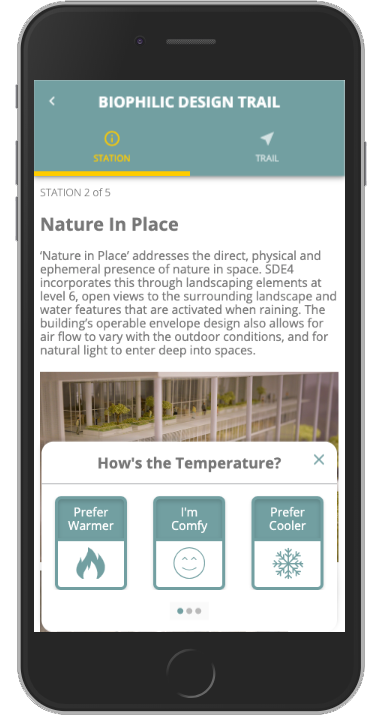 BIOPHILIC DESIGN TRAIL
STATION
TRAIL
STATION 2 of 5
Nature In Place
‘Nature in Place’ addresses the direct, physical and
ephemeral presence of nature in space. SDE4
incorporates this through landscaping elements at
level 6, open views to the surrounding landscape and
water features that are activated when raining. The
building's operable envelope design also allows for
air flow to vary with the outdoor conditions, and for
natural light to enter deep into spaces.
How's the Temperature?
Prefer
Warmer
I'm
Comfy
Prefer
Cooler